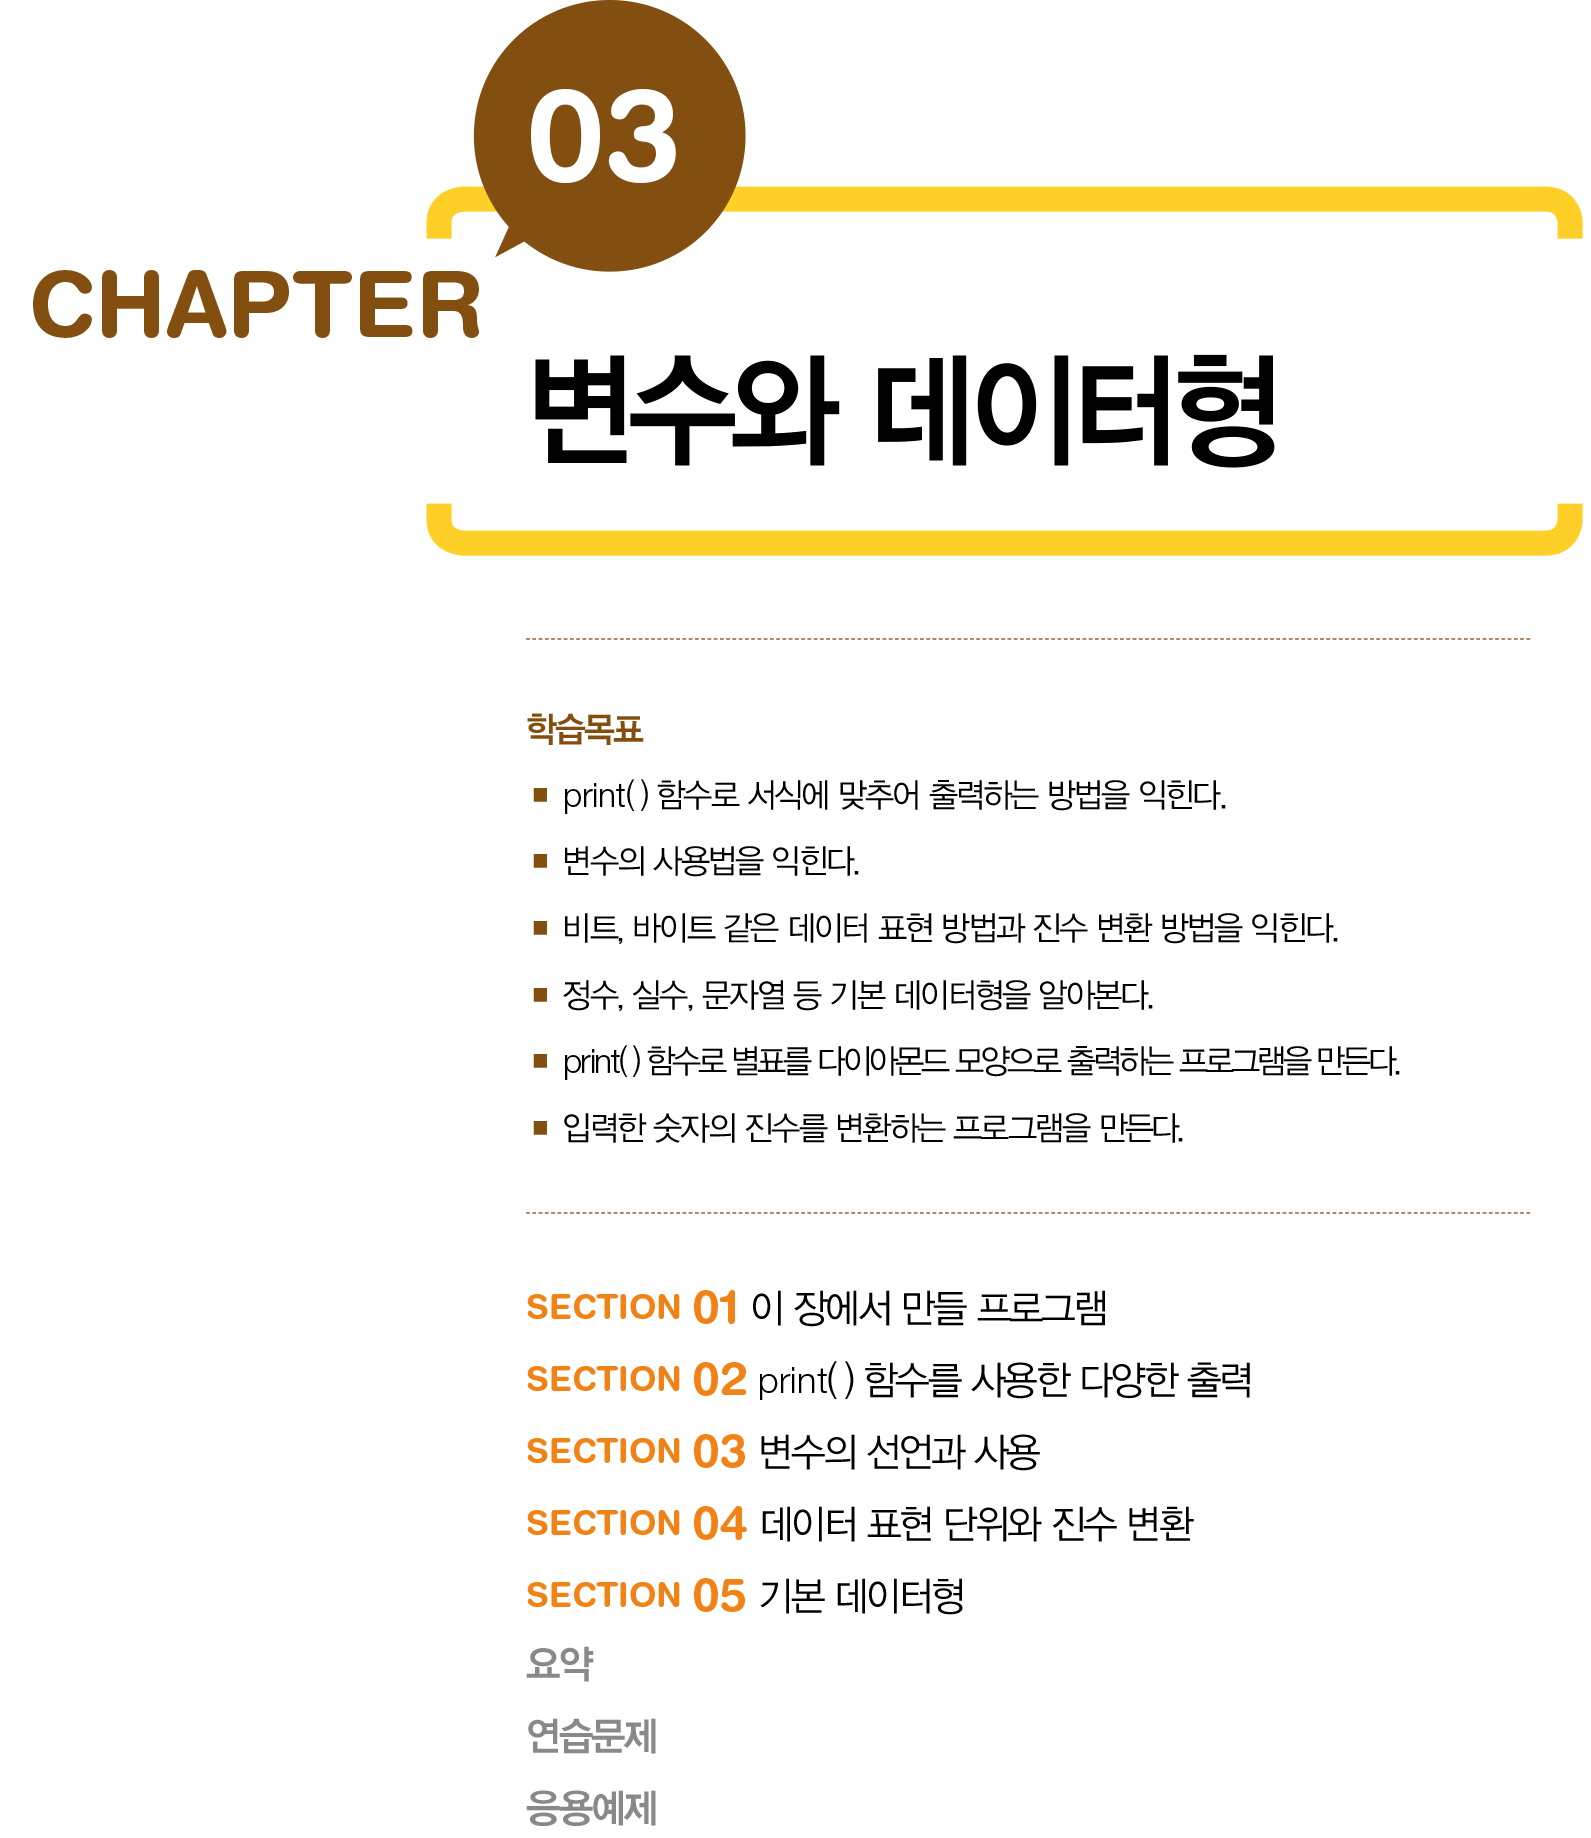 03
CHAPTER
변수와 데이터형
학습목표
■ print( ) 함수로 서식에 맞추어 출력하는 방법을 익힌다.
■ 변수의 사용법을 익힌다.
■ 비트, 바이트 같은 데이터 표현 방법과 진수 변환 방법을 익힌다.
■ 정수, 실수, 문자열 등 기본 데이터형을 알아본다.
■ print( ) 함수로 별표를 다이아몬드 모양으로 출력하는 프로그램을 만든다.
■ 입력한 숫자의 진수를 변환하는 프로그램을 만든다.
SECTION 01 이 장에서 만들 프로그램
SECTION 02 print( ) 함수를 사용한 다양한 출력
SECTION 03 변수의 선언과 사용
SECTION 04 데이터 표현 단위와 진수 변환
SECTION 05 기본 데이터형
요약
연습문제
응용예제